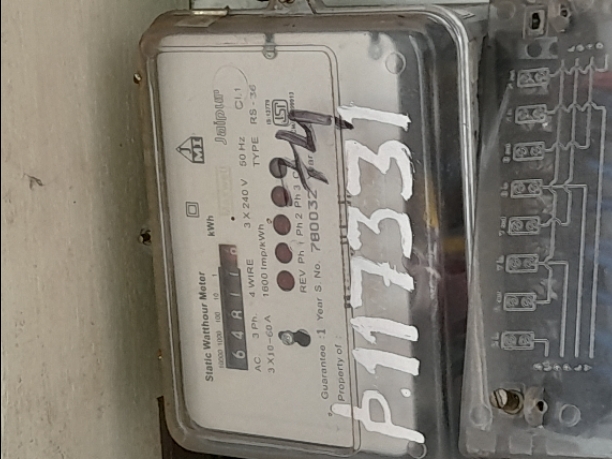 JMI Jaipur
Static Watthour Meter kWh
10000 1000 100 10 1
AC. 3 Ph. 4 WIRE 3 X 240 V 50 Hz Cl.1
3 X10-60 A 1600 Imp/kWh TYPE RS - 36
REV Ph 1 Ph 2 Ph 3
Guarantee :1 Year S. No. 780032
Property of :
P.117331